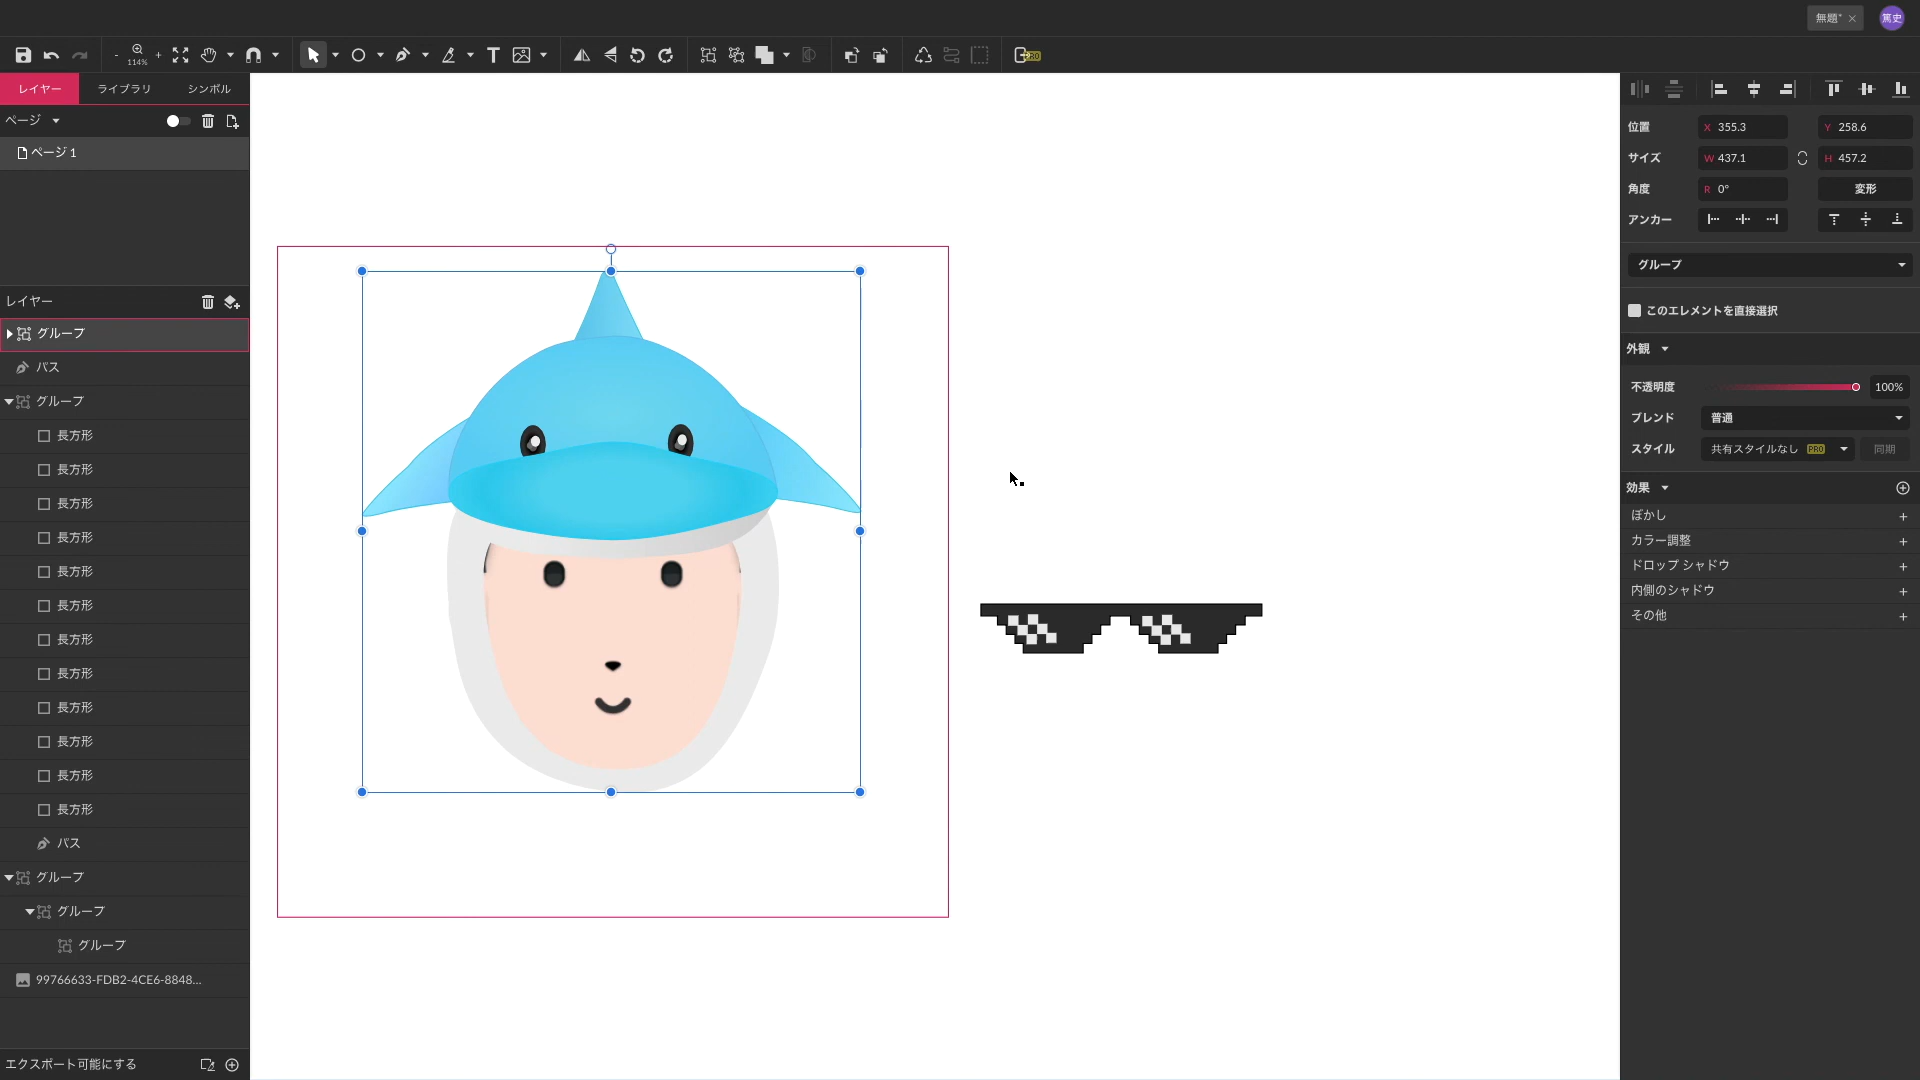 無題*
篤史
114%
PRO
レイヤー
ライブラリ
シンボル
ページ
ページ 1
レイヤー
グループ
パス
グループ
長方形
長方形
長方形
長方形
長方形
長方形
長方形
長方形
長方形
長方形
長方形
長方形
パス
グループ
グループ
グループ
99766633-FDB2-4CE6-8848...
エクスポート可能にする
位置 X 355.3 Y 258.6
サイズ W 437.1 H 457.2
角度 R 0° 変形
アンカー
グループ
このエレメントを直接選択
外観
不透明度 100%
ブレンド 普通
スタイル 共有スタイルなし PRO 同期
効果
ぼかし
カラー調整
ドロップ シャドウ
内側のシャドウ
その他